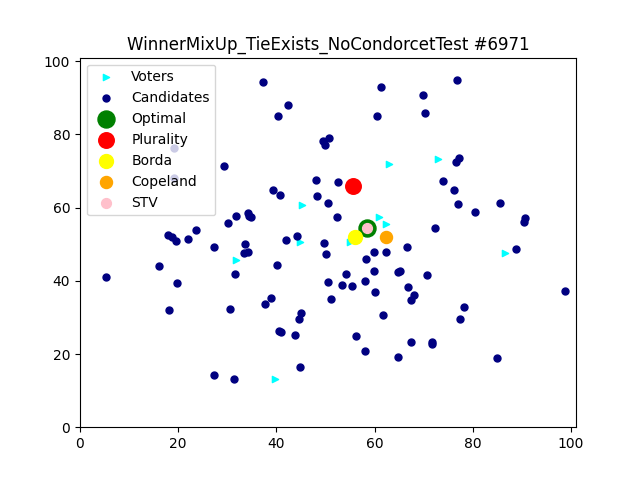 WinnerMixUp_TieExists_NoCondorcetTest #6971
Voters
Candidates
Optimal
Plurality
Borda
Copeland
STV
100
80
60
40
20
0
0 20 40 60 80 100